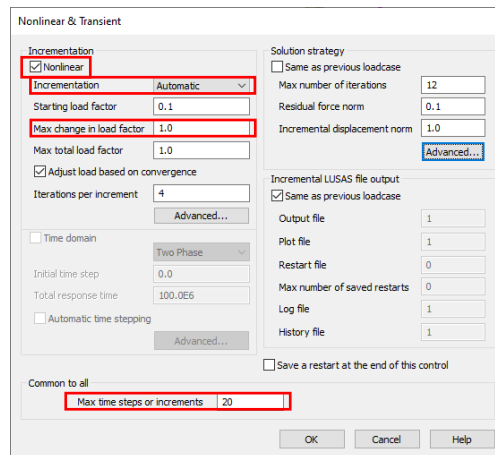 Nonlinear & Transient
Incrementation
Nonlinear
Incrementation Automatic
Starting load factor 0.1
Max change in load factor 1.0
Max total load factor 1.0
Adjust load based on convergence
Iterations per increment 4
Advanced...
Time domain
Two Phase
Initial time step 0.0
Total response time 100.0E6
Automatic time stepping
Advanced...
Common to all
Max time steps or increments 20
Solution strategy
Same as previous loadcase
Max number of iterations 12
Residual force norm 0.1
Incremental displacement norm 1.0
Advanced...
Incremental LUSAS file output
Same as previous loadcase
Output file 1
Plot file 1
Restart file 0
Max number of saved restarts 0
Log file 1
History file 1
Save a restart at the end of this control
OK Cancel Help